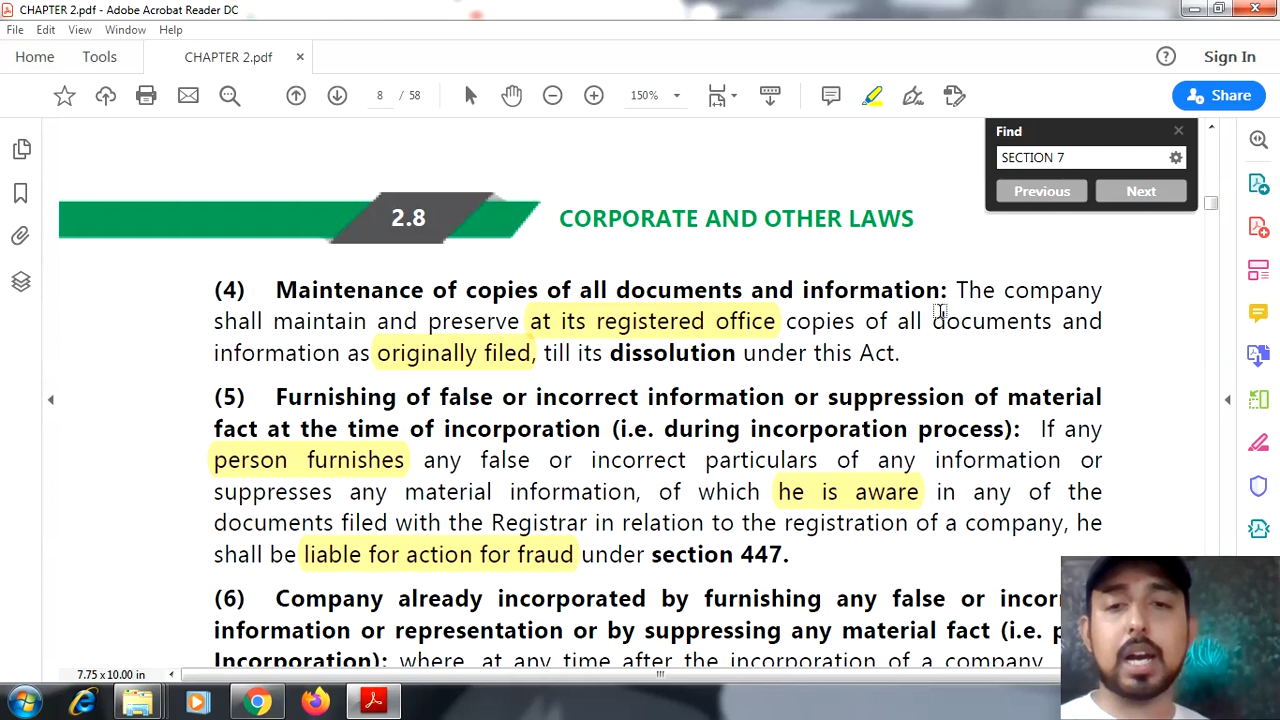 CHAPTER 2.pdf - Adobe Acrobat Reader DC
File Edit View Window Help
Home Tools CHAPTER 2.pdf × Sign In
8 / 58 150% Share
Find
SECTION 7
Previous Next
2.8 CORPORATE AND OTHER LAWS
(4) Maintenance of copies of all documents and information: The company
shall maintain and preserve at its registered office copies of all documents and
information as originally filed, till its dissolution under this Act.
(5) Furnishing of false or incorrect information or suppression of material
fact at the time of incorporation (i.e. during incorporation process): If any
person furnishes any false or incorrect particulars of any information or
suppresses any material information, of which he is aware in any of the
documents filed with the Registrar in relation to the registration of a company, he
shall be liable for action for fraud under section 447.
(6) Company already incorporated by furnishing any false or incor
information or representation or by suppressing any material fact (i.e. p
Incorporation): where, at any time after the incorporation of a company
7.75 x 10.00 in